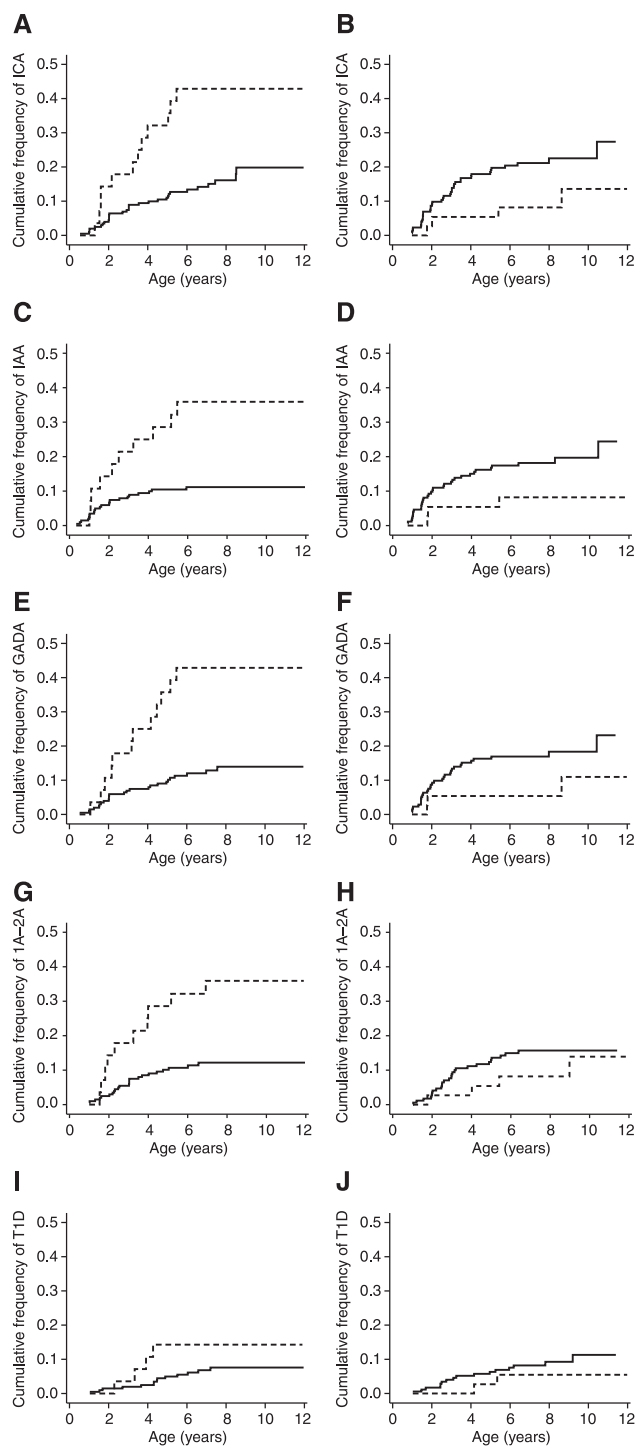 A
B
Cumulative frequency of ICA
0.5
0.4
0.3
0.2
0.1
0.0
0 2 4 6 8 10 12
Age (years)
Cumulative frequency of ICA
0.5
0.4
0.3
0.2
0.1
0.0
0 2 4 6 8 10 12
Age (years)
C
D
Cumulative frequency of IAA
0.5
0.4
0.3
0.2
0.1
0.0
0 2 4 6 8 10 12
Age (years)
Cumulative frequency of IAA
0.5
0.4
0.3
0.2
0.1
0.0
0 2 4 6 8 10 12
Age (years)
E
F
Cumulative frequency of GADA
0.5
0.4
0.3
0.2
0.1
0.0
0 2 4 6 8 10 12
Age (years)
Cumulative frequency of GADA
0.5
0.4
0.3
0.2
0.1
0.0
0 2 4 6 8 10 12
Age (years)
G
H
Cumulative frequency of 1A–2A
0.5
0.4
0.3
0.2
0.1
0.0
0 2 4 6 8 10 12
Age (years)
Cumulative frequency of 1A–2A
0.5
0.4
0.3
0.2
0.1
0.0
0 2 4 6 8 10 12
Age (years)
I
J
Cumulative frequency of T1D
0.5
0.4
0.3
0.2
0.1
0.0
0 2 4 6 8 10 12
Age (years)
Cumulative frequency of T1D
0.5
0.4
0.3
0.2
0.1
0.0
0 2 4 6 8 10 12
Age (years)